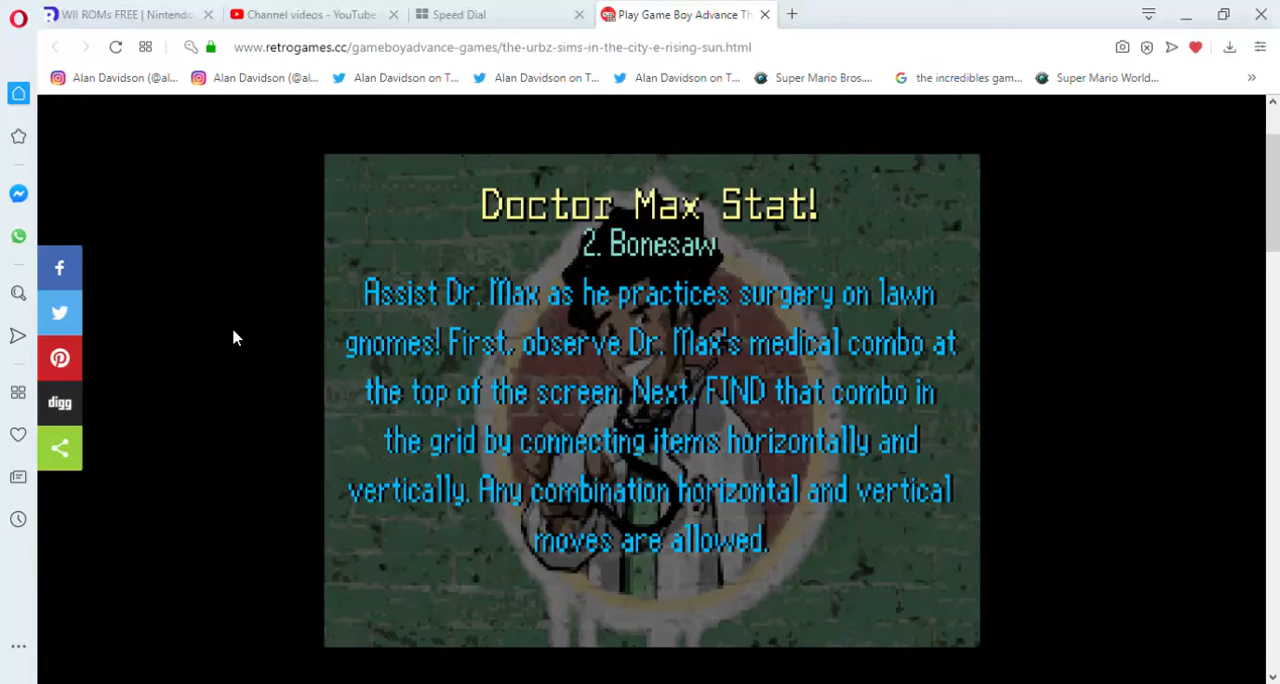 WII ROMs FREE | Nintendo
Channel videos - YouTube
Speed Dial
Play Game Boy Advance Th
www.retrogames.cc/gameboyadvance-games/the-urbz-sims-in-the-city-e-rising-sun.html
Alan Davidson (@al...
Alan Davidson (@al...
Alan Davidson on T...
Alan Davidson on T...
Alan Davidson on T...
Super Mario Bros....
the incredibles gam...
Super Mario World...
Doctor Max Stat!
2. Bonesaw
Assist Dr. Max as he practices surgery on lawn
gnomes! First, observe Dr. Max's medical combo at
the top of the screen. Next, FIND that combo in
the grid by connecting items horizontally and
vertically. Any combination horizontal and vertical
moves are allowed.
digg